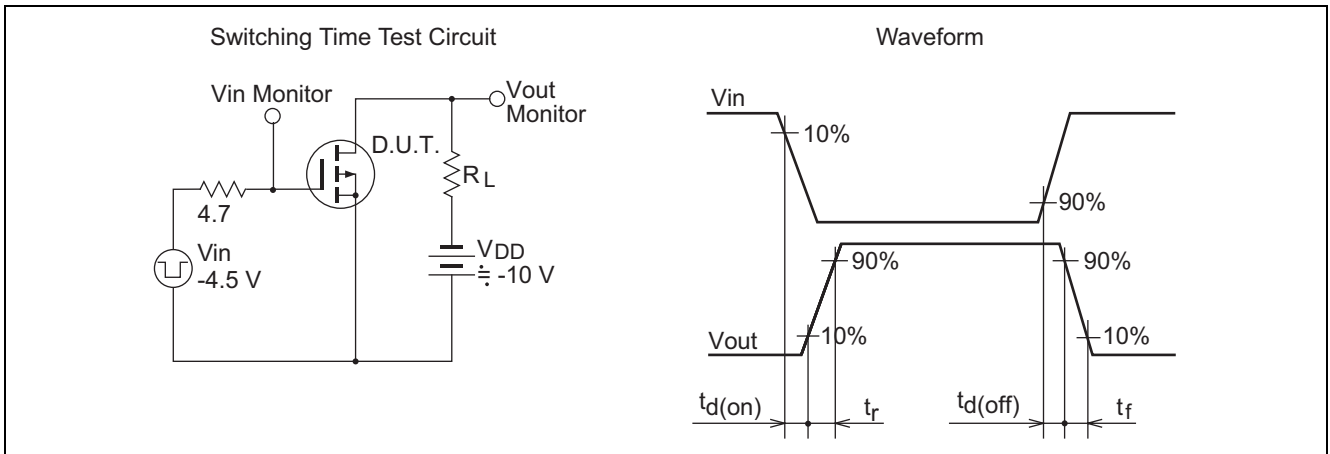 Switching Time Test Circuit
Vin Monitor
Vout
Monitor
D.U.T.
RL
4.7
Vin
-4.5 V
VDD
≒ -10 V
Waveform
Vin
10%
90%
90%
90%
10%
10%
Vout
td(on)
tr
td(off)
tf